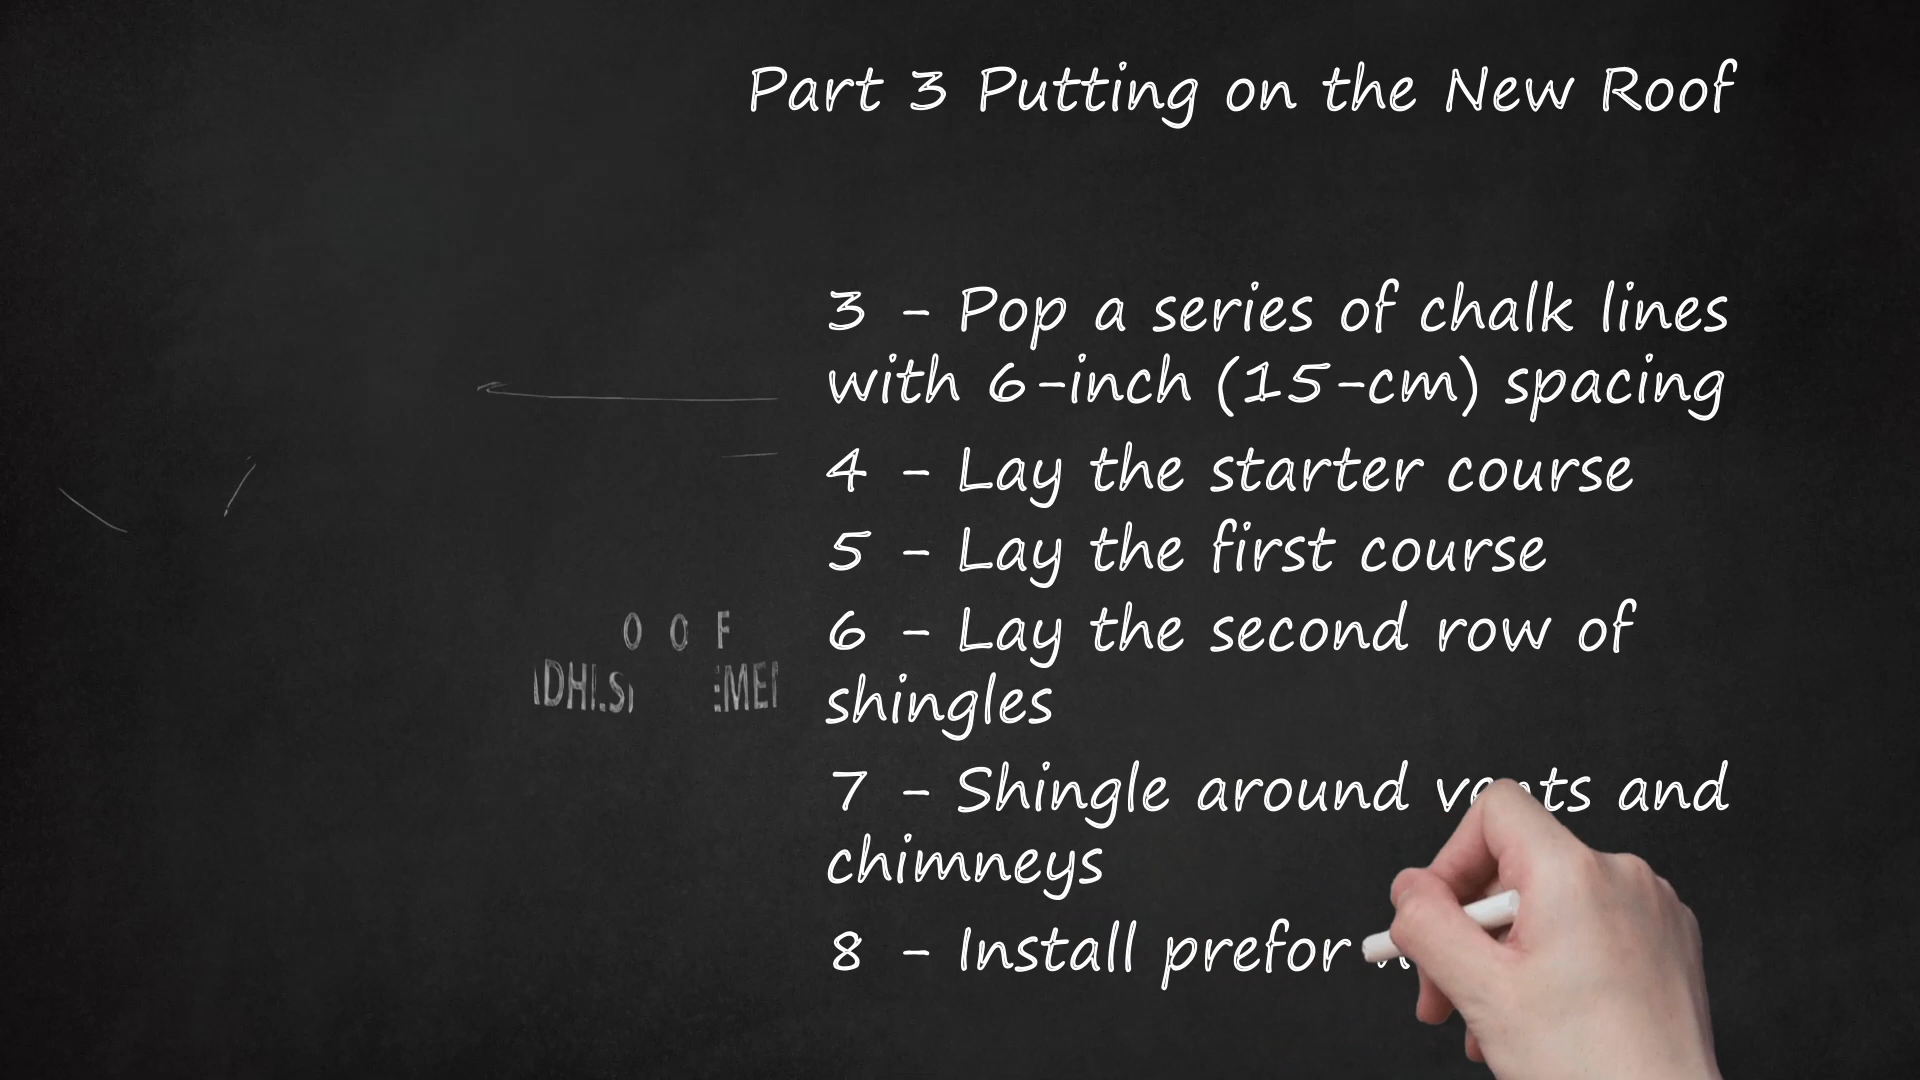 Part 3 Putting on the New Roof
3 - Pop a series of chalk lines
with 6-inch (15-cm) spacing
4 - Lay the starter course
5 - Lay the first course
6 - Lay the second row of
shingles
7 - Shingle around vents and
chimneys
8 - Install prefor
O O F